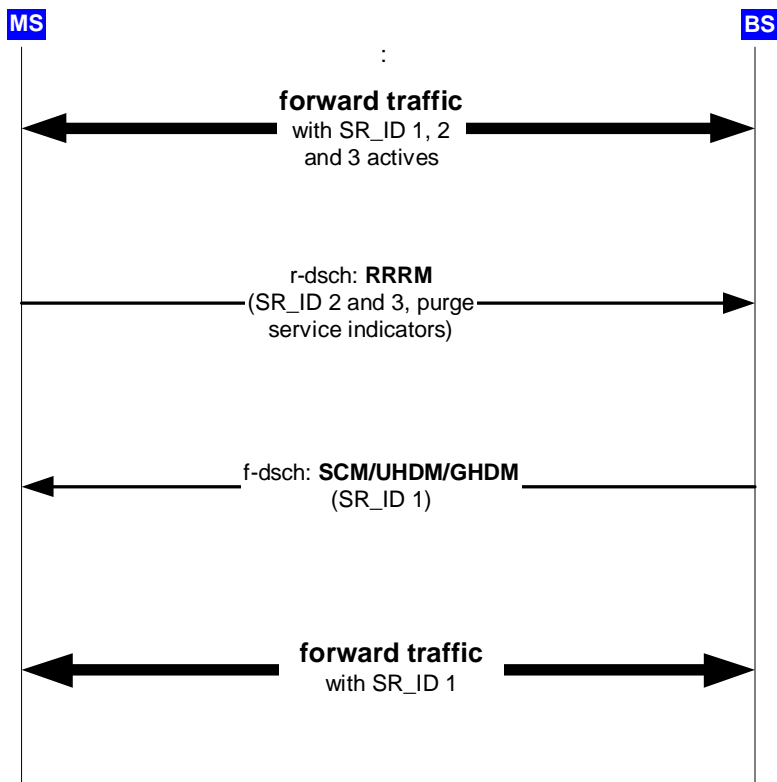 MS
BS
:
forward traffic
with SR_ID 1, 2
and 3 actives
r-dsch: RRRM
(SR_ID 2 and 3, purge
service indicators)
f-dsch: SCM/UHDM/GHDM
(SR_ID 1)
forward traffic
with SR_ID 1